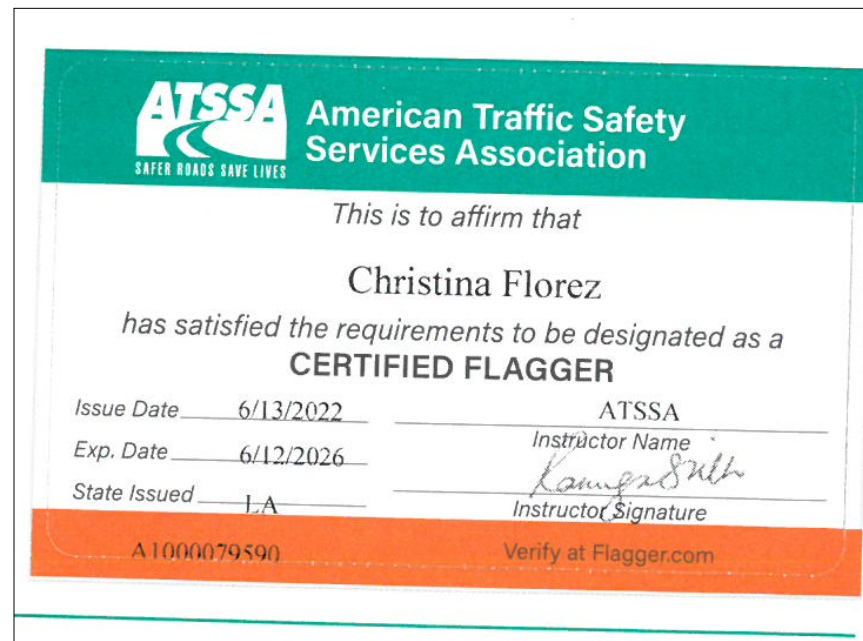 ATSSA
SAFER ROADS SAVE LIVES
American Traffic Safety
Services Association
This is to affirm that
Christina Florez
has satisfied the requirements to be designated as a
CERTIFIED FLAGGER
Issue Date 6/13/2022
ATSSA
Instructor Name
Exp. Date 6/12/2026
State Issued LA
Instructor Signature
A1000079590
Verify at Flagger.com